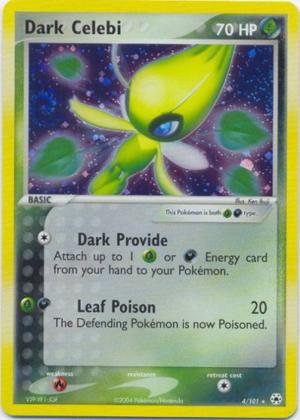 Dark Celebi 70 HP
BASIC
Illus. Ken
This Pokémon is both type.
Dark Provide
Attach up to 1 or Energy card
from your hand to your Pokémon.
Leaf Poison 20
The Defending Pokémon is now Poisoned.
weakness resistance retreat cost
©2004 Pokémon/Nintendo 4/101 ★